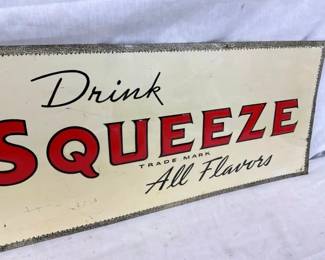 Drink
SQUEEZE
TRADE MARK
All Flavors